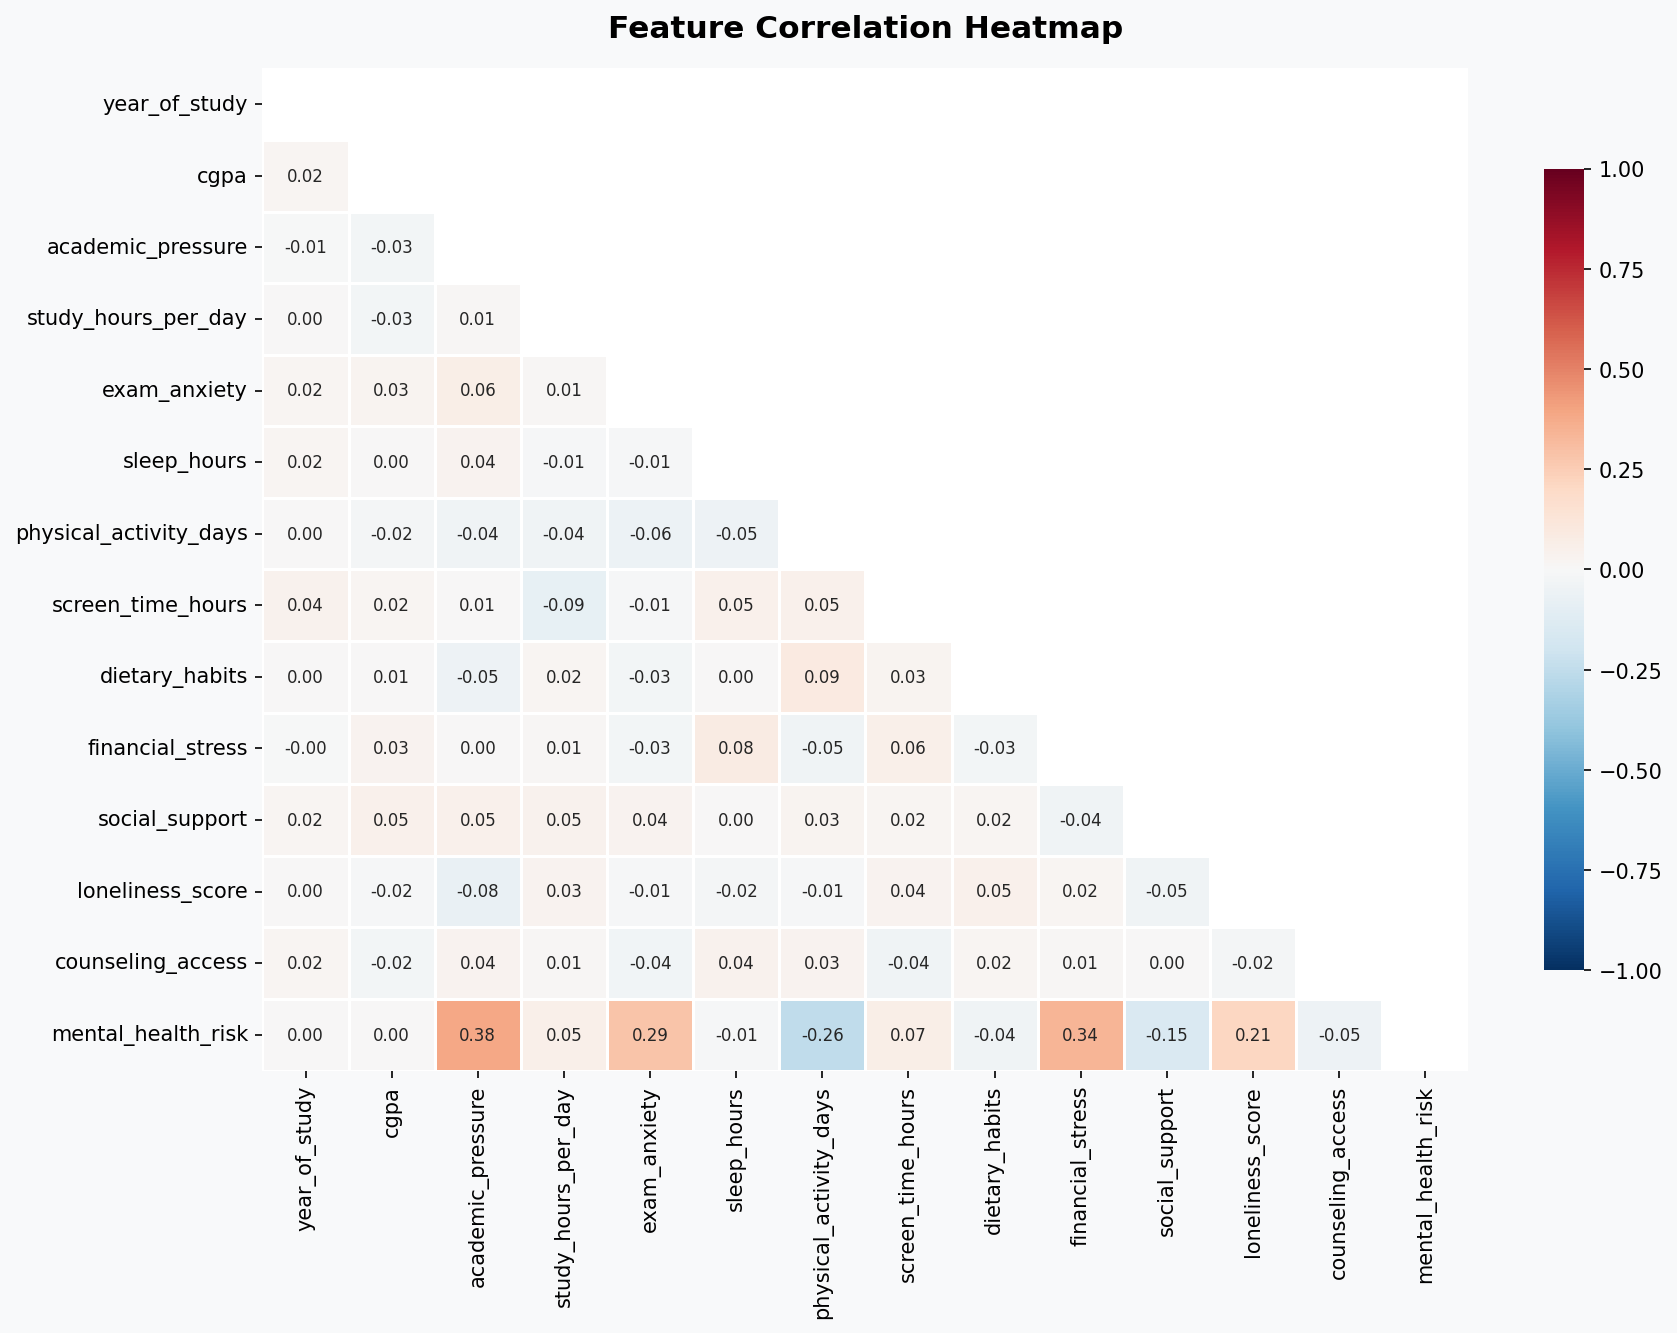 Feature Correlation Heatmap
year_of_study
cgpa 0.02
academic_pressure -0.01 -0.03
study_hours_per_day 0.00 -0.03 0.01
exam_anxiety 0.02 0.03 0.06 0.01
sleep_hours 0.02 0.00 0.04 -0.01 -0.01
physical_activity_days 0.00 -0.02 -0.04 -0.04 -0.06 -0.05
screen_time_hours 0.04 0.02 0.01 -0.09 -0.01 0.05 0.05
dietary_habits 0.00 0.01 -0.05 0.02 -0.03 0.00 0.09 0.03
financial_stress -0.00 0.03 0.00 0.01 -0.03 0.08 -0.05 0.06 -0.03
social_support 0.02 0.05 0.05 0.05 0.04 0.00 0.03 0.02 0.02 -0.04
loneliness_score 0.00 -0.02 -0.08 0.03 -0.01 -0.02 -0.01 0.04 0.05 0.02 -0.05
counseling_access 0.02 -0.02 0.04 0.01 -0.04 0.04 0.03 -0.04 0.02 0.01 0.00 -0.02
mental_health_risk 0.00 0.00 0.38 0.05 0.29 -0.01 -0.26 0.07 -0.04 0.34 -0.15 0.21 -0.05
year_of_study
cgpa
academic_pressure
study_hours_per_day
exam_anxiety
sleep_hours
physical_activity_days
screen_time_hours
dietary_habits
financial_stress
social_support
loneliness_score
counseling_access
mental_health_risk
1.00
0.75
0.50
0.25
0.00
−0.25
−0.50
−0.75
−1.00